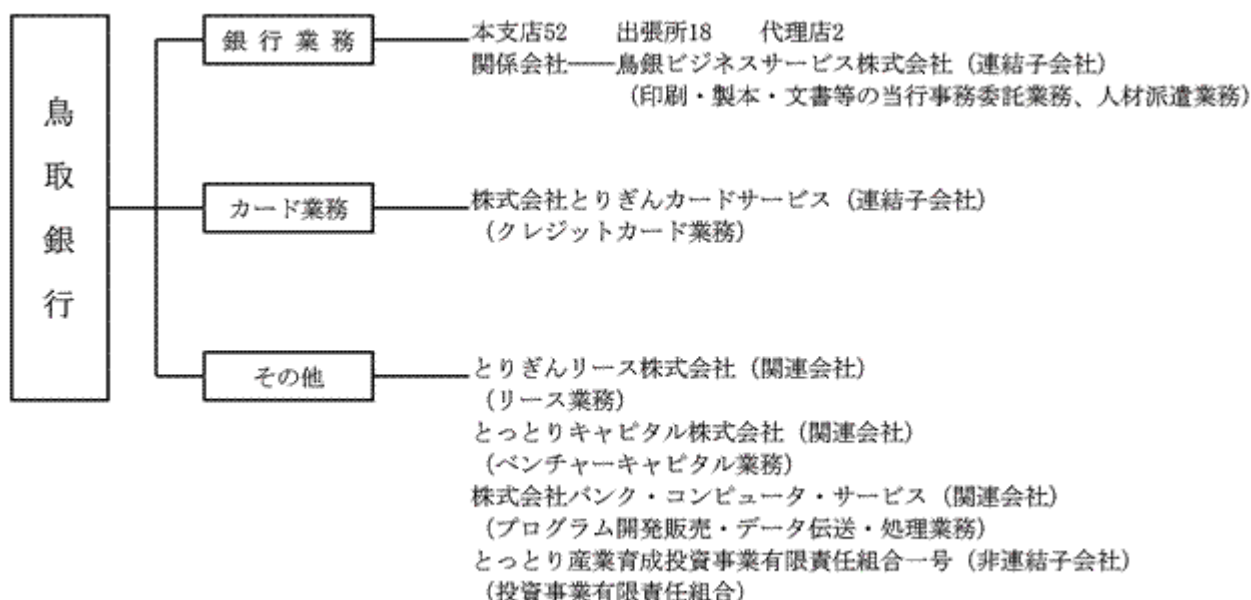 鳥取銀行
銀行業務
本支店52 出張所18 代理店2
関係会社――鳥銀ビジネスサービス株式会社(連結子会社)
(印刷・製本・文書等の当行事務委託業務、人材派遣業務)
カード業務
株式会社とりぎんカードサービス(連結子会社)
(クレジットカード業務)
その他
とりぎんリース株式会社(関連会社)
(リース業務)
とっとりキャピタル株式会社(関連会社)
(ベンチャーキャピタル業務)
株式会社バンク・コンピュータ・サービス(関連会社)
(プログラム開発販売・データ伝送・処理業務)
とっとり産業育成投資事業有限責任組合一号(非連結子会社)
(投資事業有限責任組合)